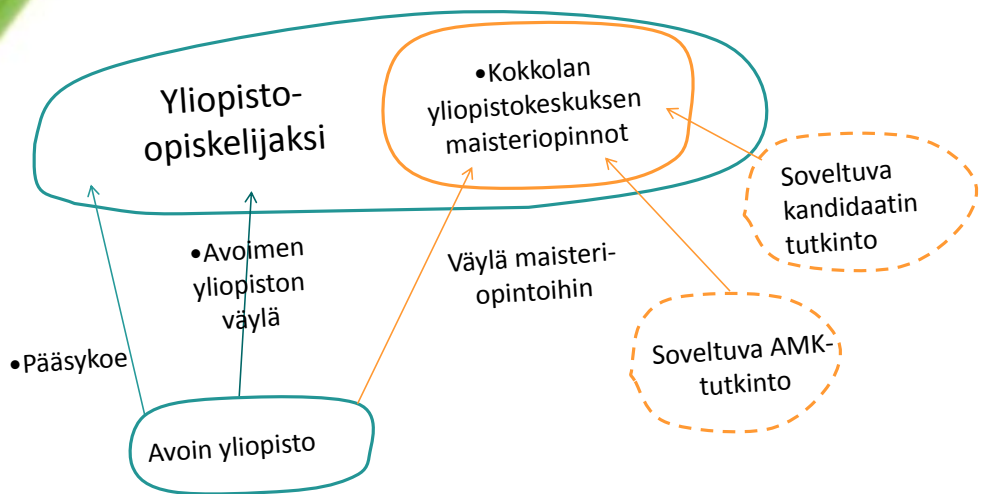 Yliopisto-
opiskelijaksi
•Kokkolan
yliopistokeskuksen
maisteriopinnot
Soveltuva
kandidaatin
tutkinto
•Avoimen
yliopiston
väylä
Väylä maisteri-
opintoihin
•Pääsykoe
Soveltuva AMK-
tutkinto
Avoin yliopisto